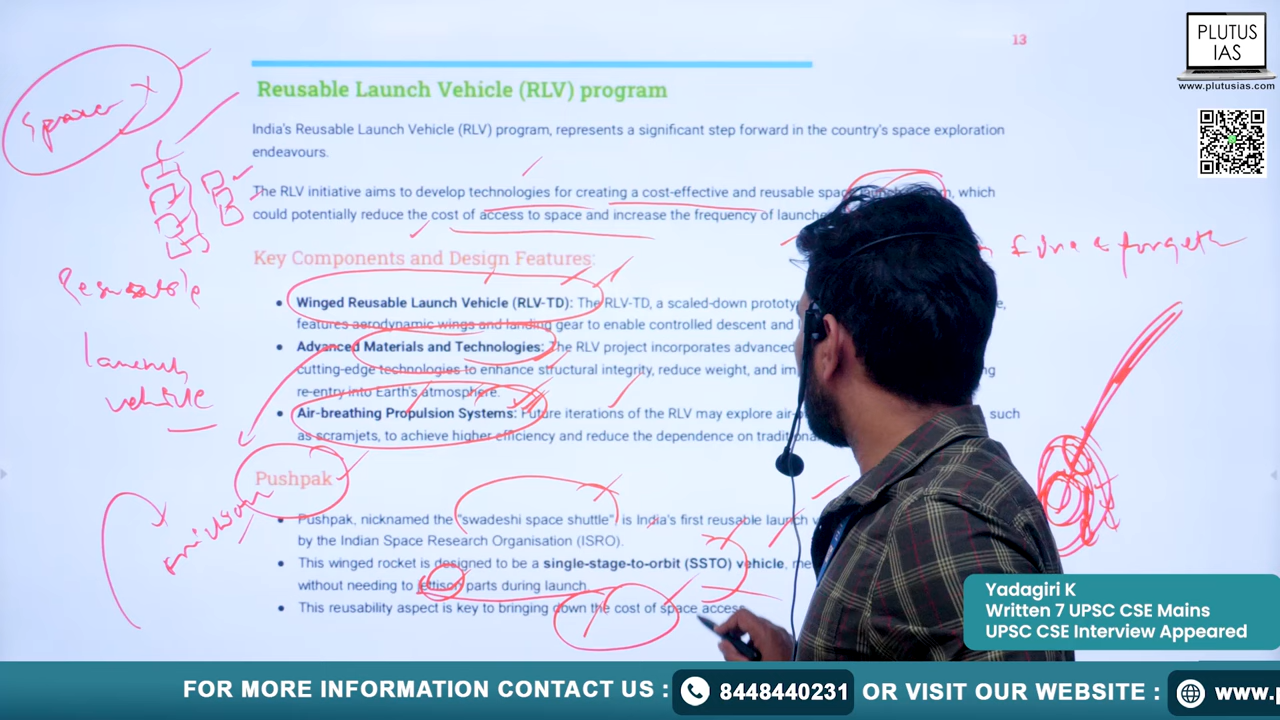 13
PLUTUS
IAS
www.plutusias.com
Reusable Launch Vehicle (RLV) program
India's Reusable Launch Vehicle (RLV) program, represents a significant step forward in the country's space exploration
endeavours.
The RLV initiative aims to develop technologies for creating a cost-effective and reusable which
could potentially reduce the cost of access to space and increase the frequency of
Key Components and Design Features:
Winged Reusable Launch Vehicle (RLV-TD): The RLV-TD, a scaled-down
features aerodynamic wings and landing gear to enable controlled descent and
Advanced Materials and Technologies: The RLV project incorporates advanced
cutting-edge technologies to enhance structural integrity, reduce weight, and
re-entry into Earth's atmosphere.
Air-breathing Propulsion Systems: Future iterations of the RLV may explore such
as scramjets, to achieve higher efficiency and reduce the dependence on
Pushpak
Pushpak, nicknamed the "swadeshi space shuttle", is India's first reusable launch
by the Indian Space Research Organisation (ISRO).
This winged rocket is designed to be a single-stage-to-orbit (SSTO) vehicle,
without needing to jettison parts during launch.
This reusability aspect is key to bringing down the cost of space access
Space X
Reusable
launch
vehicle
Yadagiri K
Written 7 UPSC CSE Mains
UPSC CSE Interview Appeared
FOR MORE INFORMATION CONTACT US : 8448440231 OR VISIT OUR WEBSITE : www.p